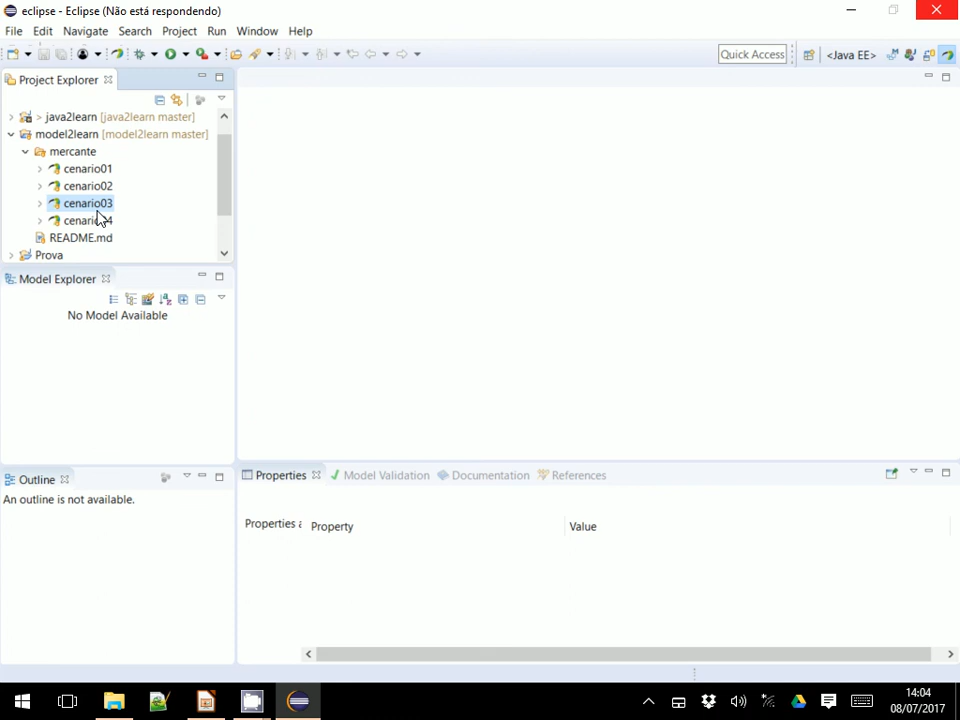 eclipse - Eclipse (Não está respondendo)
File Edit Navigate Search Project Run Window Help
Quick Access <Java EE>
Project Explorer
> java2learn [java2learn master]
model2learn [model2learn master]
mercante
cenario01
cenario02
cenario03
README.md
Prova
Model Explorer
No Model Available
Outline
An outline is not available.
Properties Model Validation Documentation References
Properties Property Value
14:04
08/07/2017